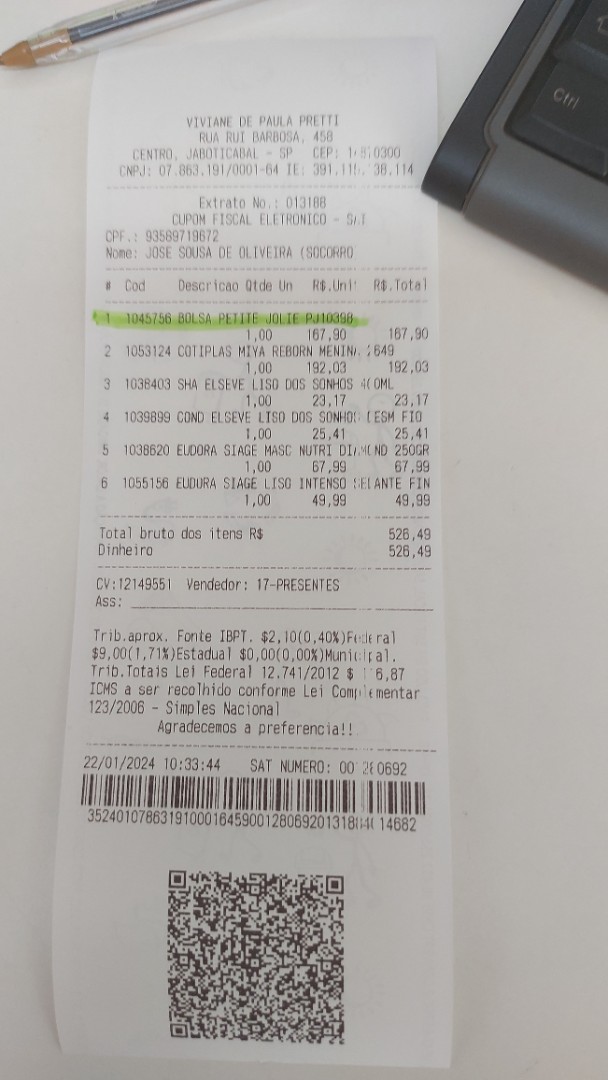 Ctrl
VIVIANE DE PAULA PRETTI
RUA RUI BARBOSA, 458
CENTRO, JABOTICABAL - SP CEP:
CNPJ: 07.863.191/0001-64 IE:
Extrato No.: 013188
CUPOM FISCAL ELETRONICO -
CPF.: 93569719672
Nome: JOSE SOUSA DE OLIVEIRA (SOCORRO
# Cod Descricao Qtde Un R$.Unit R$.Total
1 1045756 BOLSA PETITE JOLIE PJ10398
1,00 167,90 167,90
2 1053124 COTIPLAS MIYA REBORN MENINA
1,00 192,03 192,03
3 1038403 SHA ELSEVE LISO DOS SONHOS
1,00 23,17 23,17
4 1039899 COND ELSEVE LISO DOS SONHOS FIO
1,00 25,41 25,41
5 1038620 EUDORA SIAGE MASC NUTRI 250GR
1,00 67,99 67,99
6 1055156 EUDORA SIAGE LISO INTENSO FIN
1,00 49,99 49,99
Total bruto dos itens R$ 526,49
Dinheiro 526,49
CV:12149551 Vendedor: 17-PRESENTES
Ass:
Trib.aprox. Fonte IBPT. $2,10(0,40%)Federal
$9,00(1,71%)Estadual $0,00(0,00%)Municipal.
Trib.Totais Lei Federal 12.741/2012 $
ICMS a ser recolhido conforme Lei Complementar
123/2006 - Simples Nacional
Agradecemos a preferencia!!
22/01/2024 10:33:44 SAT NUMERO: